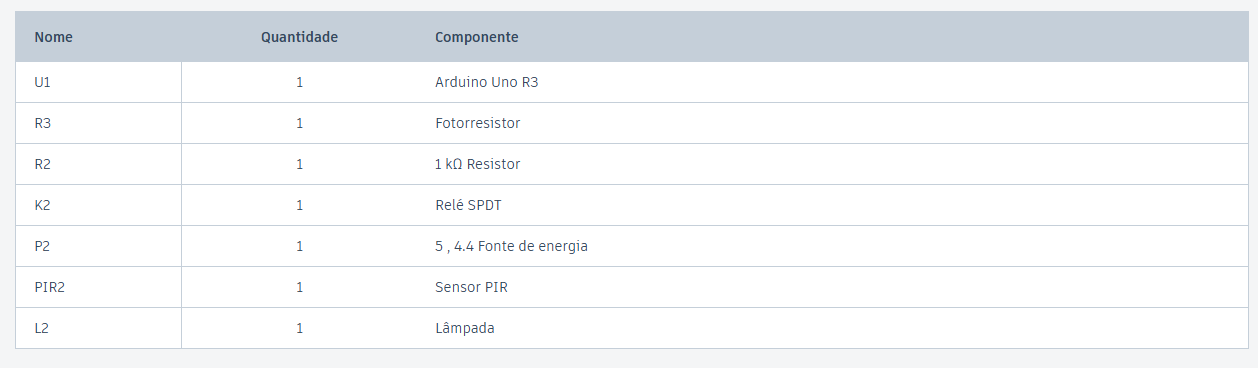 Nome Quantidade Componente
U1 1 Arduino Uno R3
R3 1 Fotorresistor
R2 1 1 kΩ Resistor
K2 1 Relé SPDT
P2 1 5 , 4.4 Fonte de energia
PIR2 1 Sensor PIR
L2 1 Lâmpada